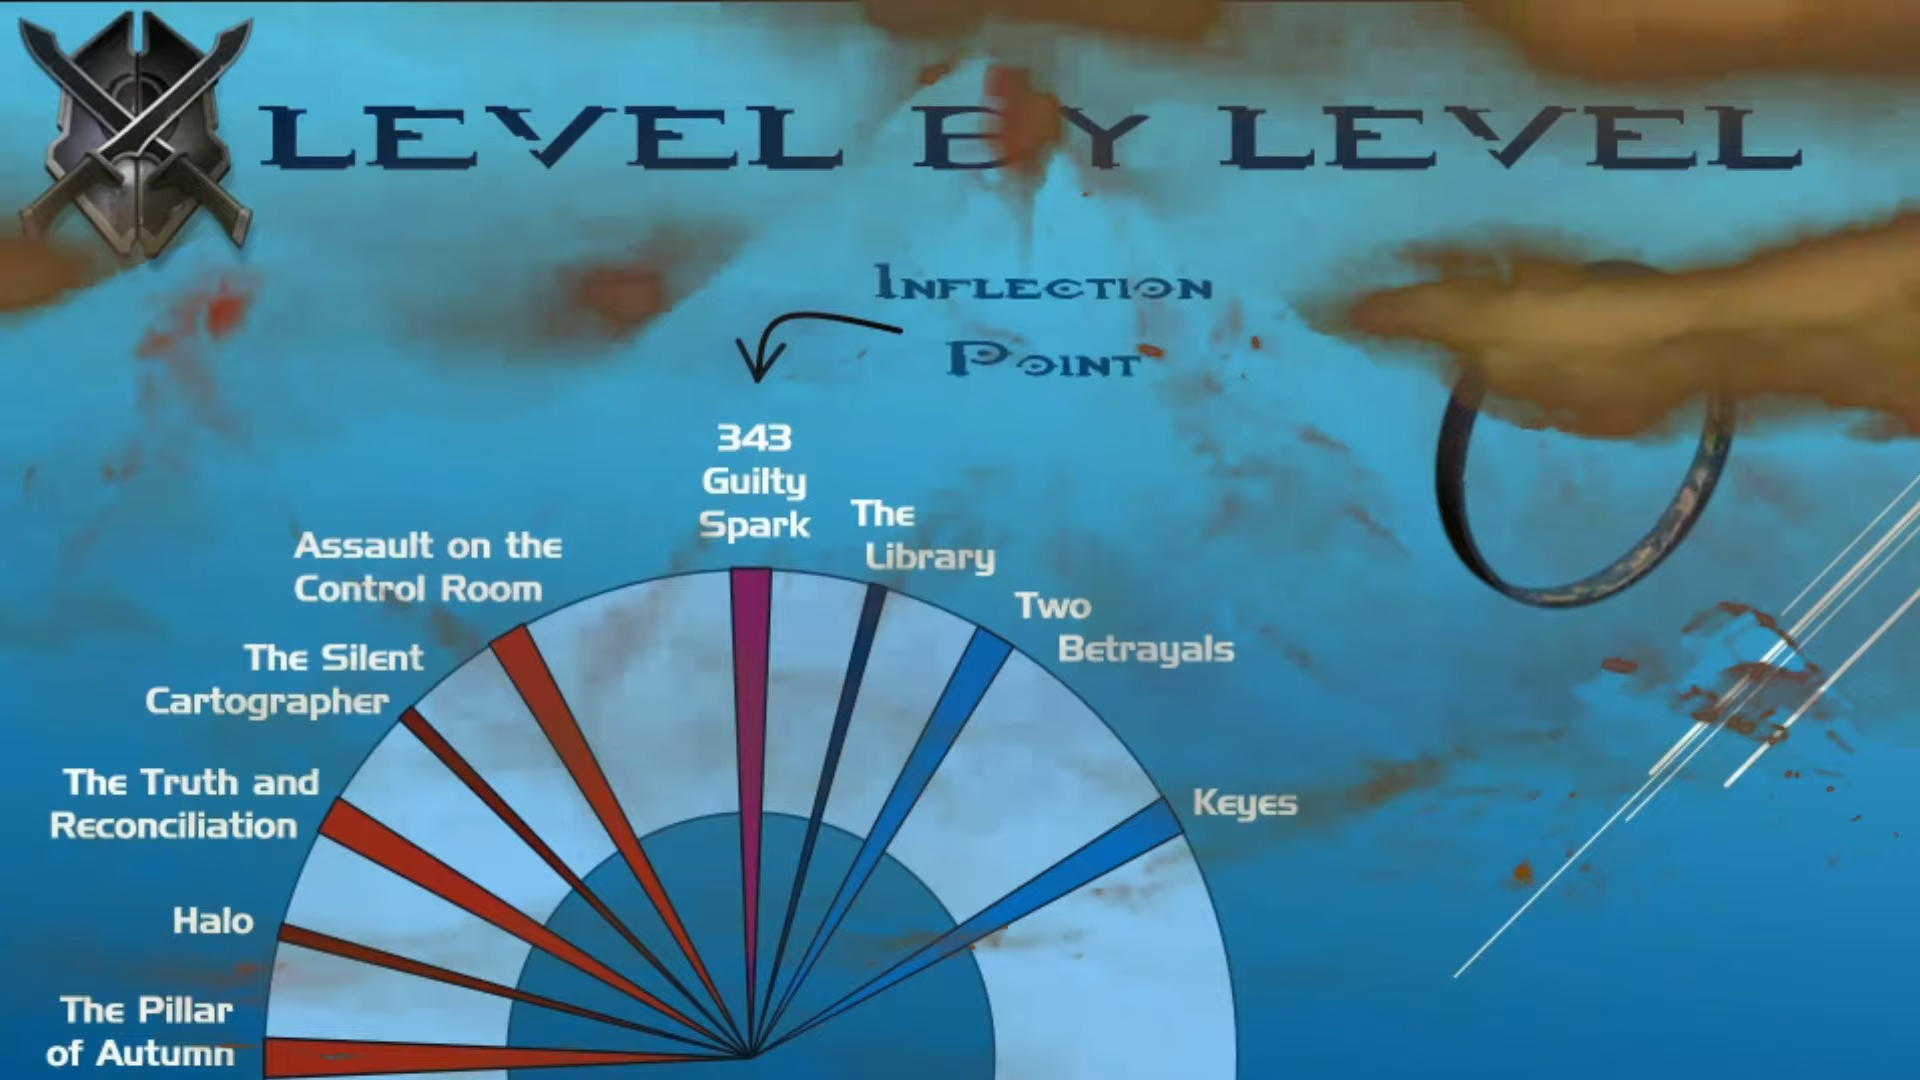 LEVEL BY LEVEL
INFLECTION
POINT
343
Guilty
Spark
The
Library
Assault on the
Control Room
Two
Betrayals
The Silent
Cartographer
The Truth and
Reconciliation
Keyes
Halo
The Pillar
of Autumn